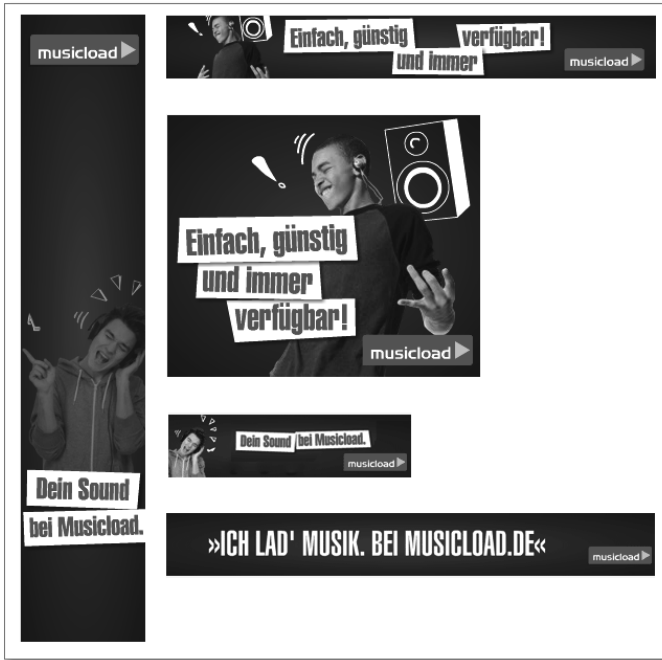 musicload
Dein Sound
bei Musicload.
Einfach, günstig
und immer
verfügbar!
musicload
Einfach, günstig
und immer
verfügbar!
musicload
Dein Sound bei Musicload.
musicload
»ICH LAD' MUSIK. BEI MUSICLOAD.DE«
musicload